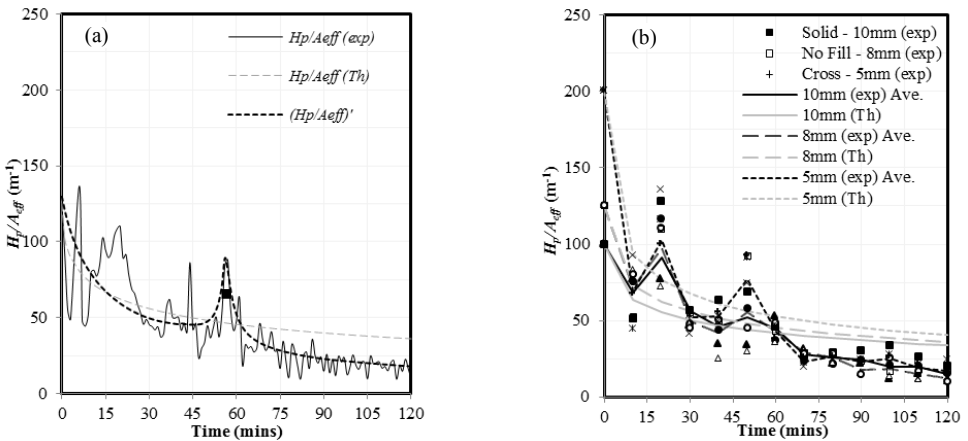 (a)
Hp/Aeff (exp)
Hp/Aeff (Th)
(Hp/Aeff)'
250
200
150
100
50
0
Hp/Aeff (m-1)
0 15 30 45 60 75 90 105 120
Time (mins)
(b)
Solid - 10mm (exp)
No Fill - 8mm (exp)
Cross - 5mm (exp)
10mm (exp) Ave.
10mm (Th)
8mm (exp) Ave.
8mm (Th)
5mm (exp) Ave.
5mm (Th)
250
200
150
100
50
0
Hp/Aeff (m-1)
0 15 30 45 60 75 90 105 120
Time (mins)